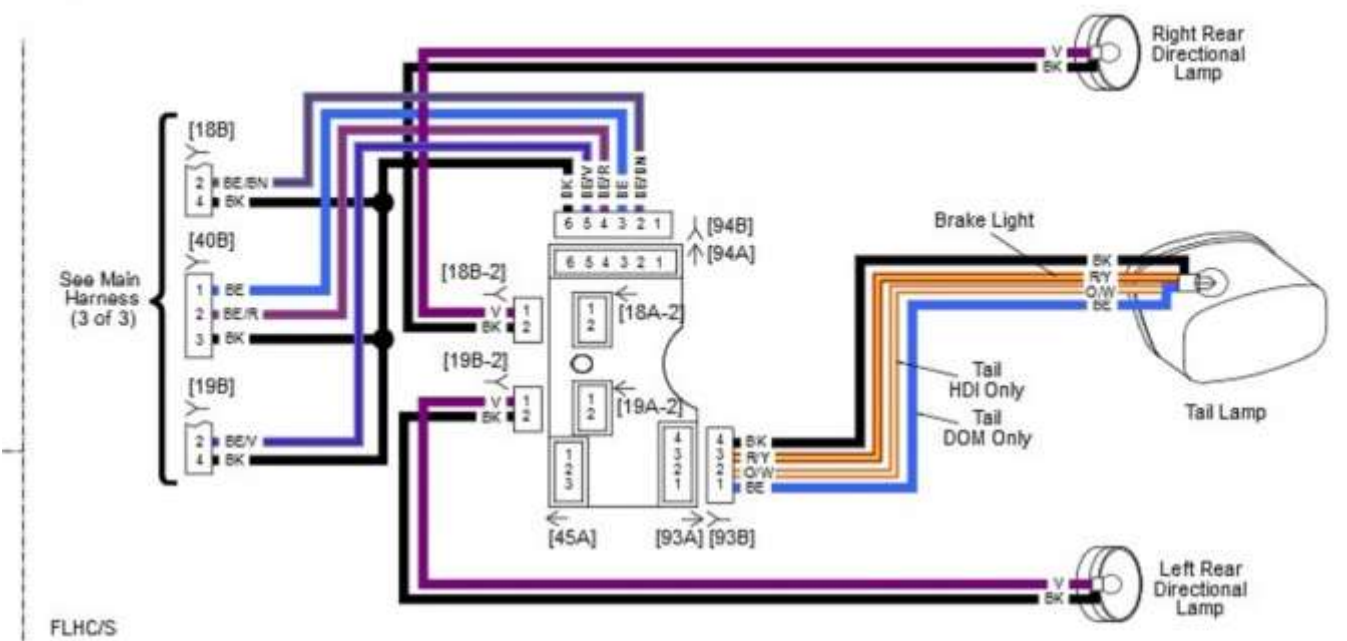 Right Rear
Directional
Lamp
V
BK
[18B]
2 BE/BN
4 BK
[40B]
1 BE
2 BE/R
3 BK
[19B]
2 BE/V
4 BK
See Main
Harness
(3 of 3)
BK BE/V BE/R BE BE/BN
6 5 4 3 2 1
[94B]
[94A]
6 5 4 3 2 1
[18B-2]
V 1
BK 2
1
2
[18A-2]
[19B-2]
V 1
BK 2
1
2
[19A-2]
1
2
3
[45A]
4
3
2
1
[93A]
4 BK
3 R/Y
2 O/W
1 BE
[93B]
Brake Light
BK
R/Y
O/W
BE
Tail
HDI Only
Tail
DOM Only
Tail Lamp
V
BK
Left Rear
Directional
Lamp
FLHC/S